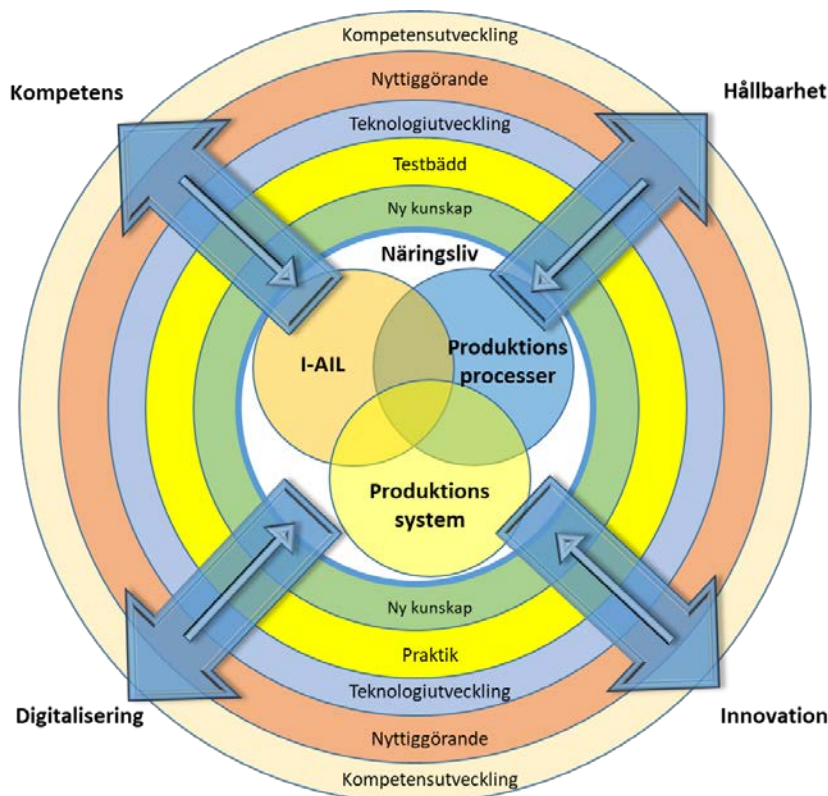 Kompetensutveckling
Nyttiggörande
Kompetens
Hållbarhet
Teknologiutveckling
Testbädd
Ny kunskap
Näringsliv
I-AIL
Produktions
processer
Produktions
system
Ny kunskap
Praktik
Teknologiutveckling
Digitalisering
Innovation
Nyttiggörande
Kompetensutveckling